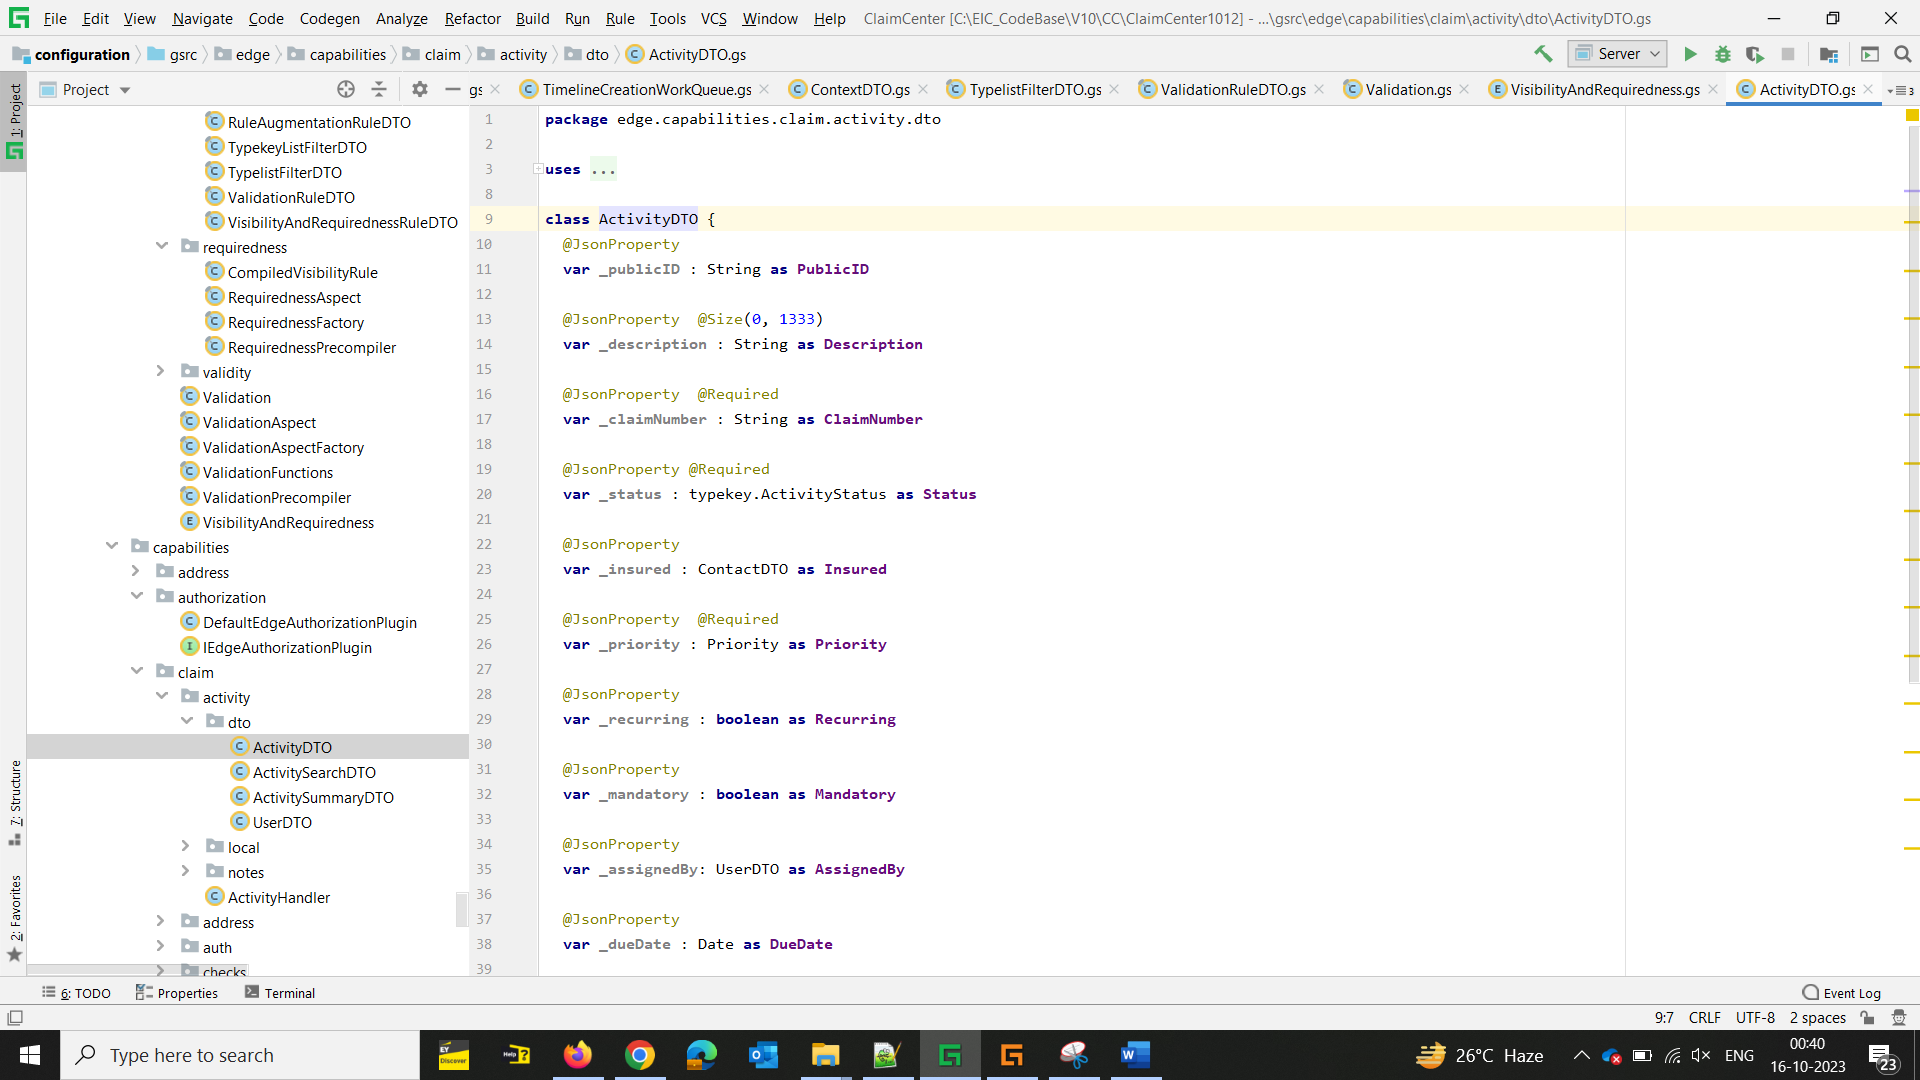 File Edit View Navigate Code Codegen Analyze Refactor Build Run Rule Tools VCS Window Help ClaimCenter [C:\EIC_CodeBase\V10\CC\ClaimCenter1012] - ...\gsrc\edge\capabilities\claim\activity\dto\ActivityDTO.gs
configuration gsrc edge capabilities claim activity dto ActivityDTO.gs Server
Project gs TimelineCreationWorkQueue.gs ContextDTO.gs TypelistFilterDTO.gs ValidationRuleDTO.gs Validation.gs VisibilityAndRequiredness.gs ActivityDTO.gs 3
1: Project
7: Structure
2: Favorites
RuleAugmentationRuleDTO
TypekeyListFilterDTO
TypelistFilterDTO
ValidationRuleDTO
VisibilityAndRequirednessRuleDTO
requiredness
CompiledVisibilityRule
RequirednessAspect
RequirednessFactory
RequirednessPrecompiler
validity
Validation
ValidationAspect
ValidationAspectFactory
ValidationFunctions
ValidationPrecompiler
VisibilityAndRequiredness
capabilities
address
authorization
DefaultEdgeAuthorizationPlugin
IEdgeAuthorizationPlugin
claim
activity
dto
ActivityDTO
ActivitySearchDTO
ActivitySummaryDTO
UserDTO
local
notes
ActivityHandler
address
auth
checks
1 package edge.capabilities.claim.activity.dto
2
3 uses ...
8
9 class ActivityDTO {
10 @JsonProperty
11 var _publicID : String as PublicID
12
13 @JsonProperty @Size(0, 1333)
14 var _description : String as Description
15
16 @JsonProperty @Required
17 var _claimNumber : String as ClaimNumber
18
19 @JsonProperty @Required
20 var _status : typekey.ActivityStatus as Status
21
22 @JsonProperty
23 var _insured : ContactDTO as Insured
24
25 @JsonProperty @Required
26 var _priority : Priority as Priority
27
28 @JsonProperty
29 var _recurring : boolean as Recurring
30
31 @JsonProperty
32 var _mandatory : boolean as Mandatory
33
34 @JsonProperty
35 var _assignedBy: UserDTO as AssignedBy
36
37 @JsonProperty
38 var _dueDate : Date as DueDate
39
6: TODO Properties Terminal Event Log
9:7 CRLF UTF-8 2 spaces
Type here to search EY Discover Help ? 26°C Haze ENG 00:40
16-10-2023 23